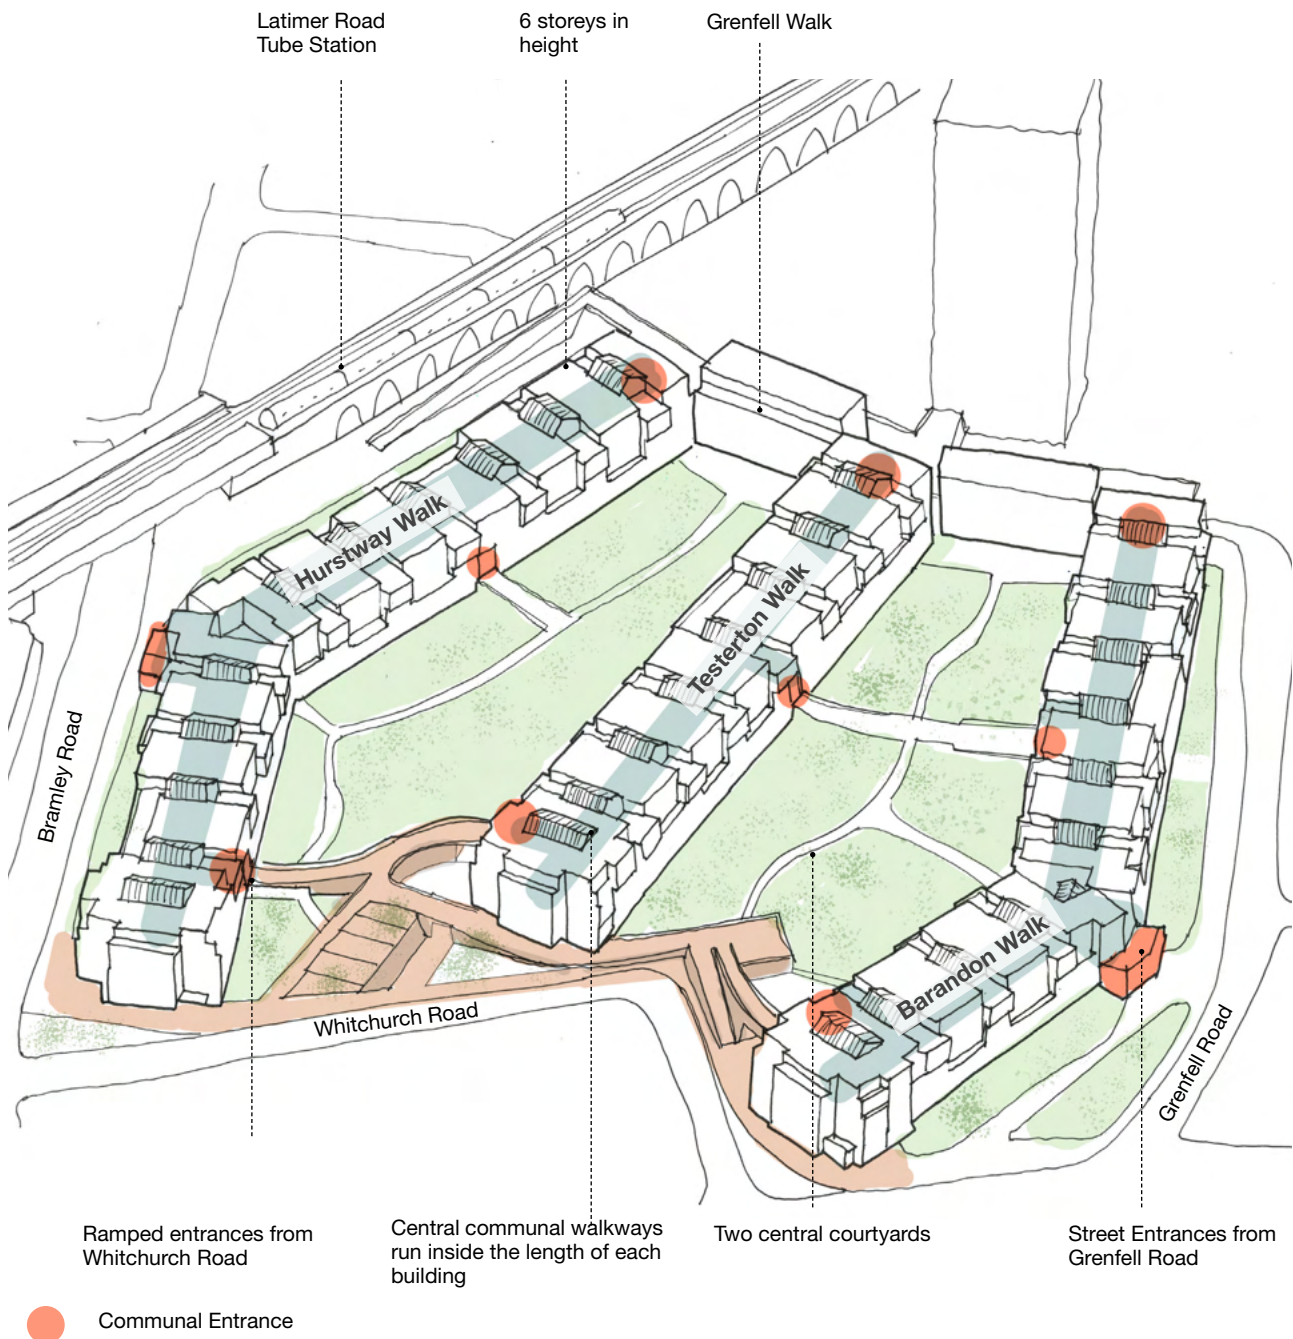 Latimer Road
Tube Station
6 storeys in
height
Grenfell Walk
Hurstway Walk
Testerton Walk
Barandon Walk
Bramley Road
Whitchurch Road
Grenfell Road
Ramped entrances from
Whitchurch Road
Central communal walkways
run inside the length of each
building
Two central courtyards
Street Entrances from
Grenfell Road
Communal Entrance